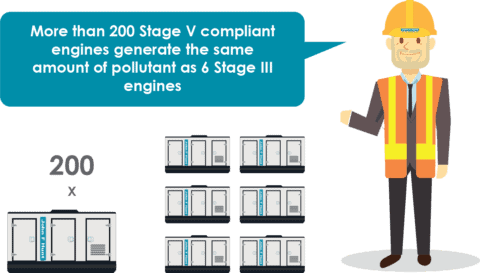 More than 200 Stage V compliant
engines generate the same
amount of pollutant as 6 Stage III
engines
200
x